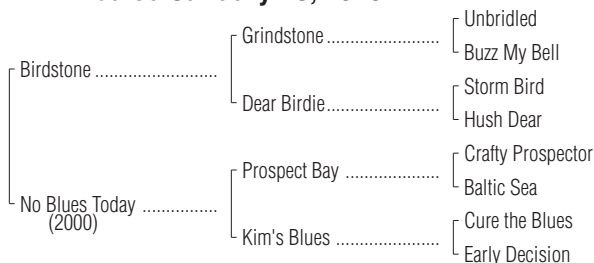 Unbridled
Grindstone
Buzz My Bell
Birdstone
Storm Bird
Dear Birdie
Hush Dear
Crafty Prospector
Prospect Bay
Baltic Sea
No Blues Today
(2000)
Cure the Blues
Kim's Blues
Early Decision